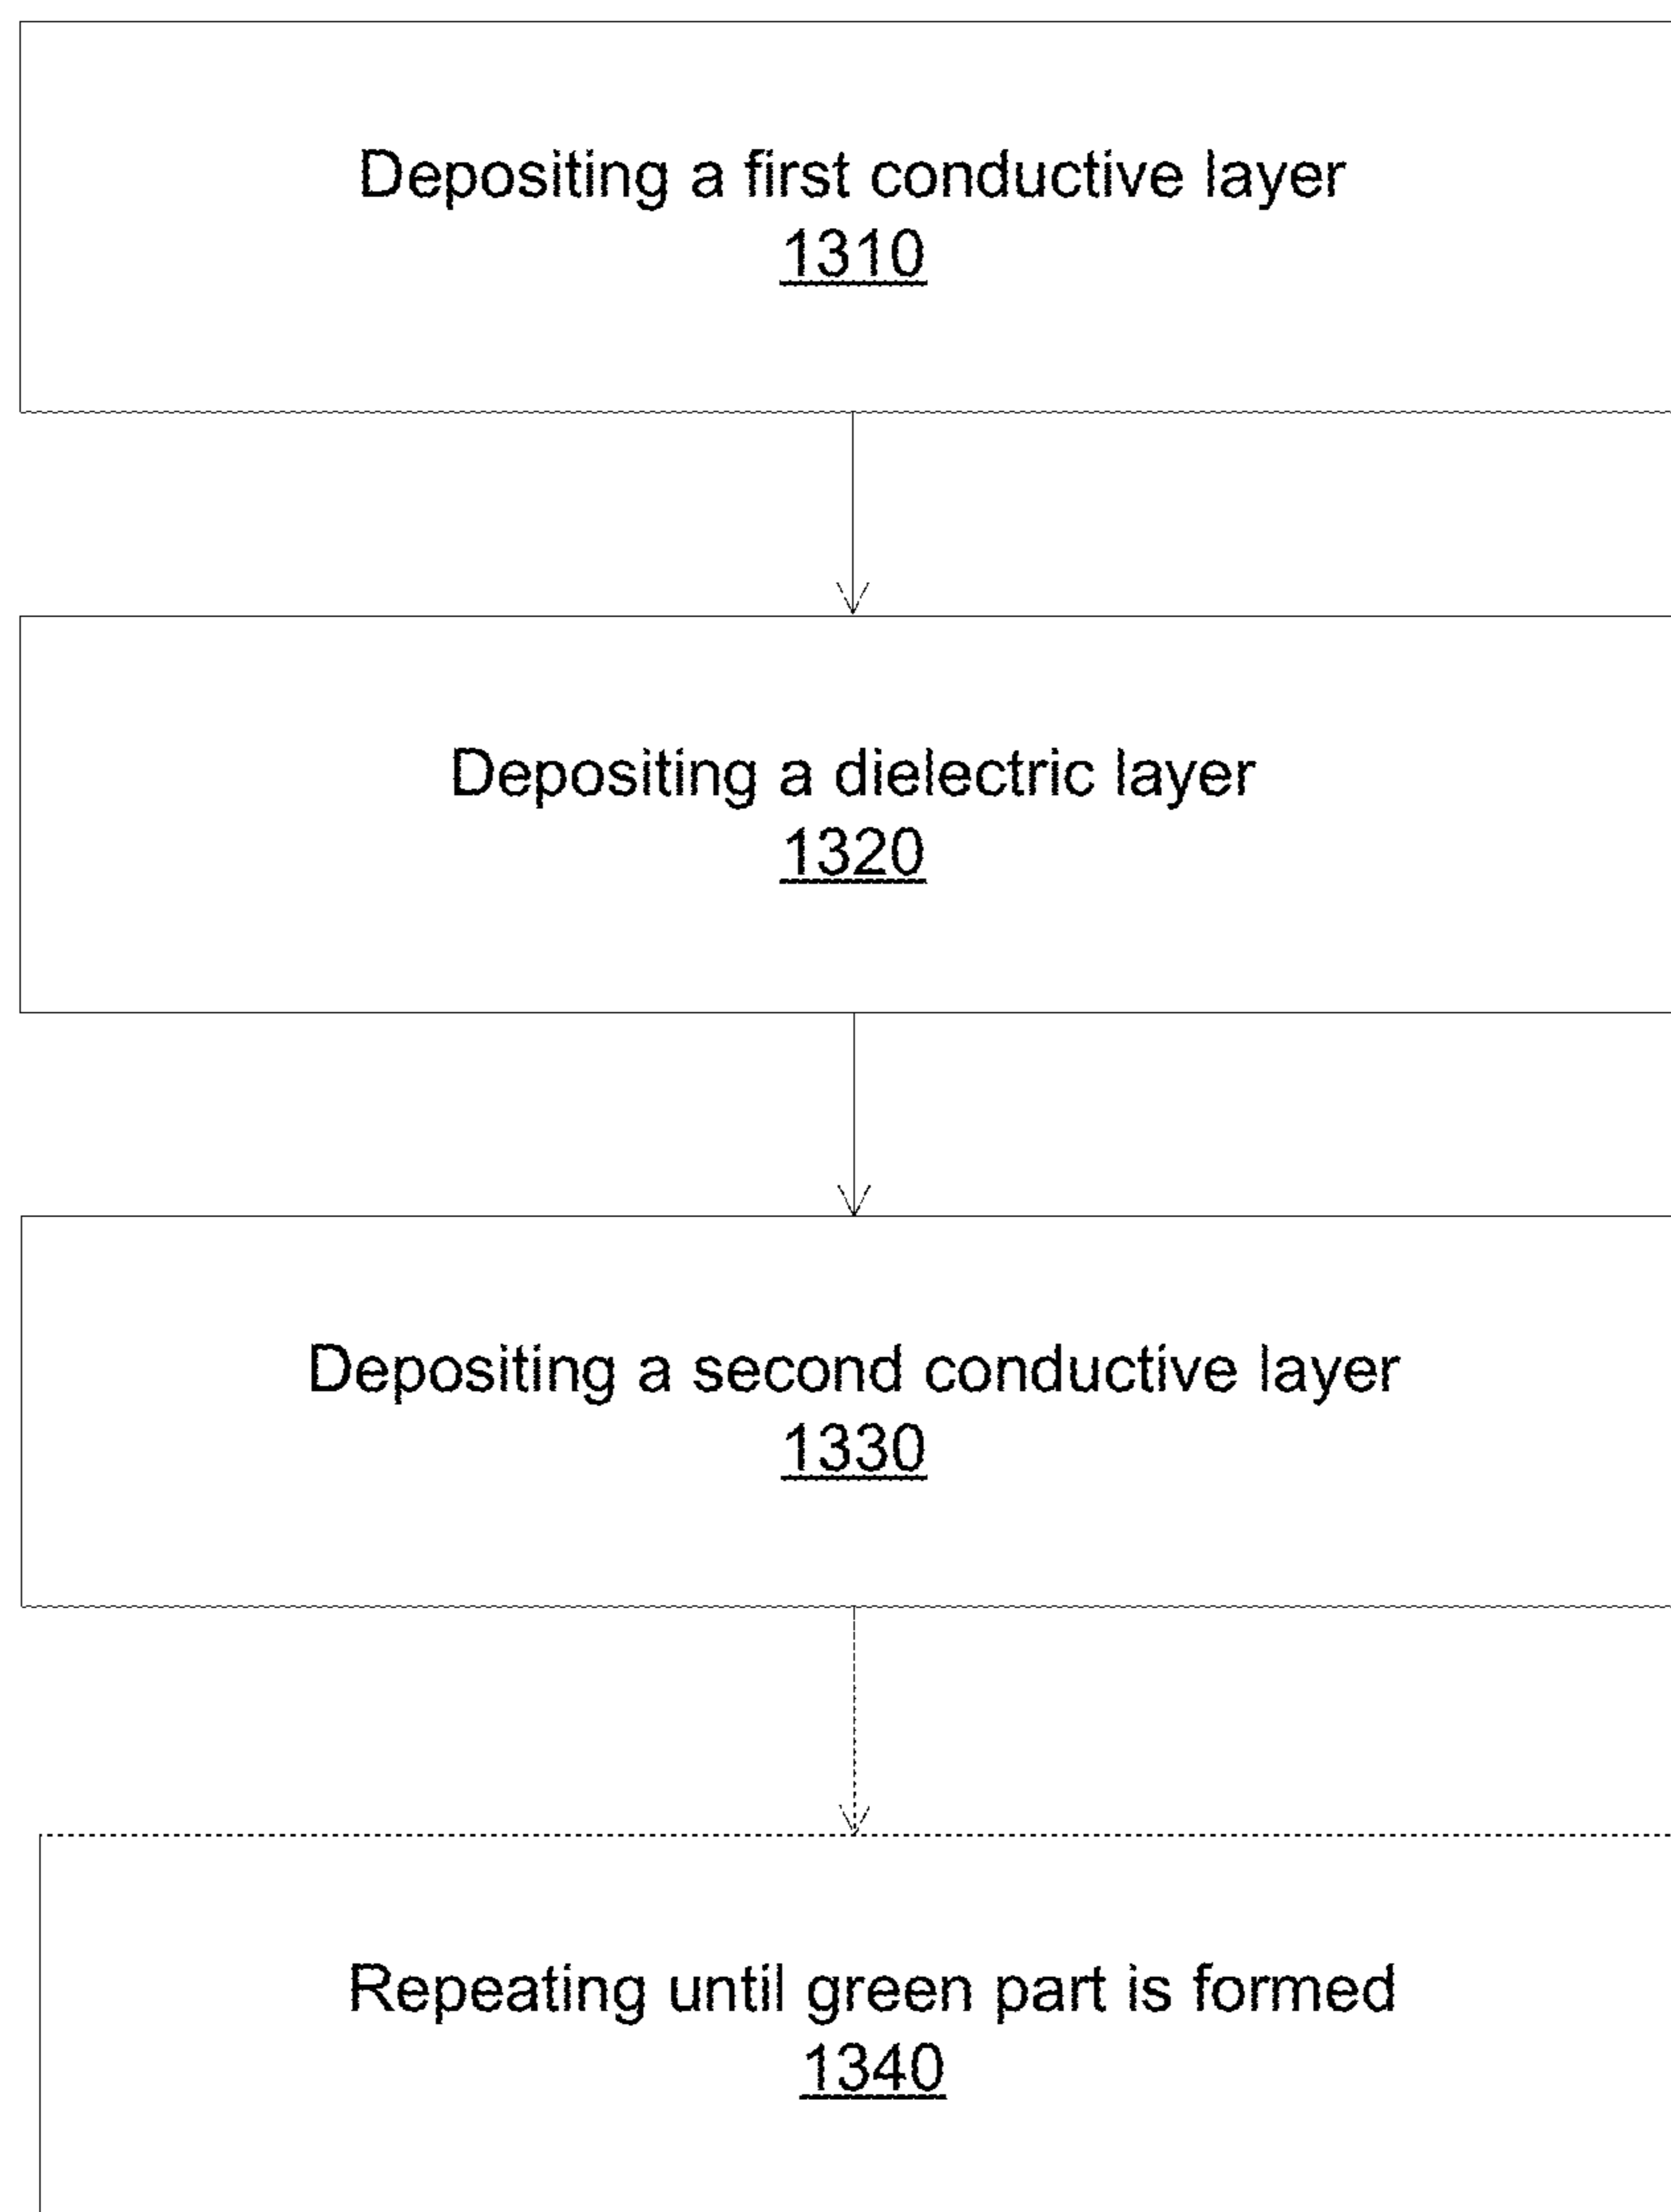 Depositing a first conductive layer
1310
Depositing a dielectric layer
1320
Depositing a second conductive layer
1330
Repeating until green part is formed
1340